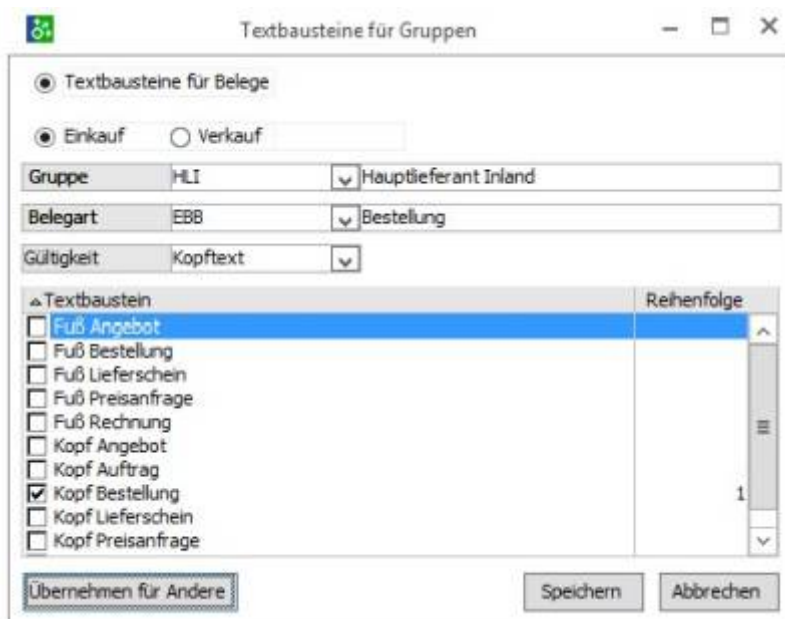 Textbausteine für Gruppen
Textbausteine für Belege
Einkauf Verkauf
Gruppe HLI Hauptlieferant Inland
Belegart EBB Bestellung
Gültigkeit Kopftext
Textbaustein Reihenfolge
Fuß Angebot
Fuß Bestellung
Fuß Lieferschein
Fuß Preisanfrage
Fuß Rechnung
Kopf Angebot
Kopf Auftrag
Kopf Bestellung 1
Kopf Lieferschein
Kopf Preisanfrage
Übernehmen für Andere Speichern Abbrechen